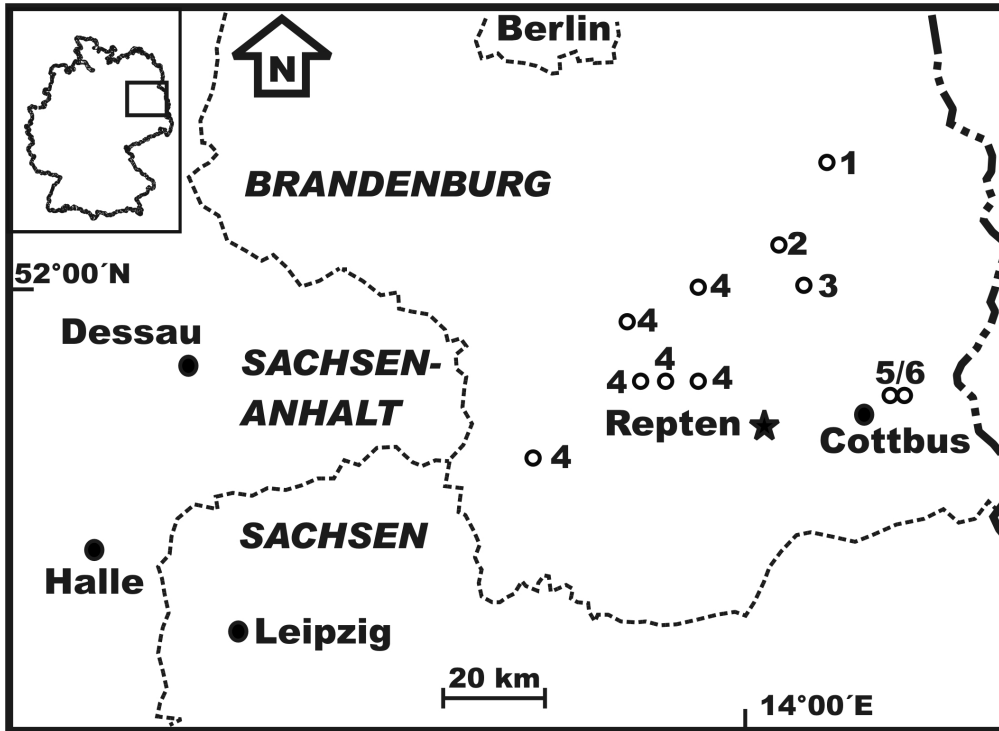 Berlin
N
1
BRANDENBURG
2
52°00´N
4
3
4
Dessau
SACHSEN-
ANHALT
4
4
4
5/6
Repten
Cottbus
4
SACHSEN
Halle
Leipzig
20 km
14°00´E